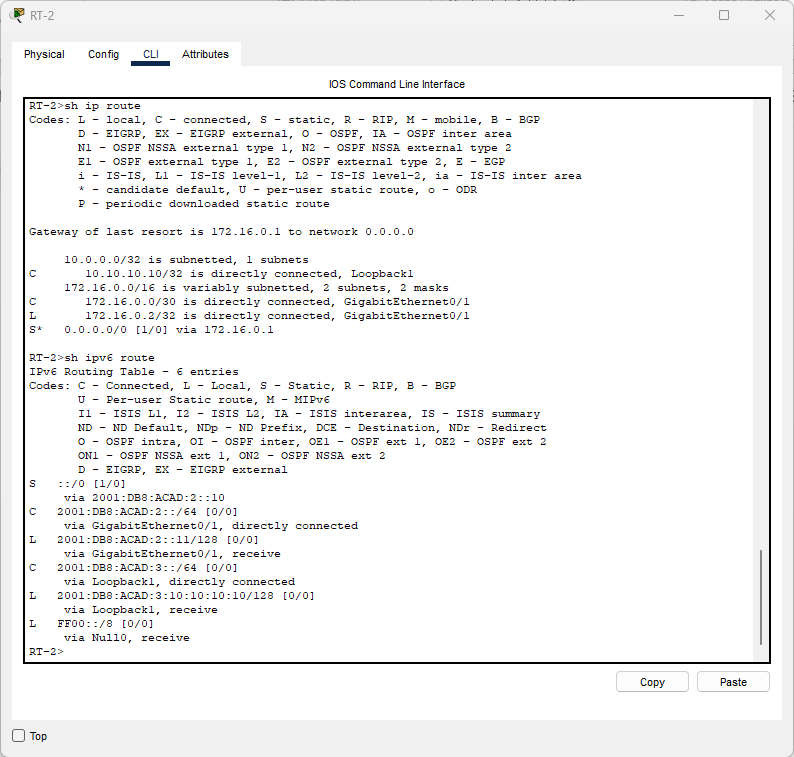 RT-2
Physical Config CLI Attributes
IOS Command Line Interface
RT-2>sh ip route
Codes: L - local, C - connected, S - static, R - RIP, M - mobile, B - BGP
       D - EIGRP, EX - EIGRP external, O - OSPF, IA - OSPF inter area
       N1 - OSPF NSSA external type 1, N2 - OSPF NSSA external type 2
       E1 - OSPF external type 1, E2 - OSPF external type 2, E - EGP
       i - IS-IS, L1 - IS-IS level-1, L2 - IS-IS level-2, ia - IS-IS inter area
       * - candidate default, U - per-user static route, o - ODR
       P - periodic downloaded static route

Gateway of last resort is 172.16.0.1 to network 0.0.0.0

     10.0.0.0/32 is subnetted, 1 subnets
C       10.10.10.10/32 is directly connected, Loopback1
     172.16.0.0/16 is variably subnetted, 2 subnets, 2 masks
C       172.16.0.0/30 is directly connected, GigabitEthernet0/1
L       172.16.0.2/32 is directly connected, GigabitEthernet0/1
S*   0.0.0.0/0 [1/0] via 172.16.0.1

RT-2>sh ipv6 route
IPv6 Routing Table - 6 entries
Codes: C - Connected, L - Local, S - Static, R - RIP, B - BGP
       U - Per-user Static route, M - MIPv6
       I1 - ISIS L1, I2 - ISIS L2, IA - ISIS interarea, IS - ISIS summary
       ND - ND Default, NDp - ND Prefix, DCE - Destination, NDr - Redirect
       O - OSPF intra, OI - OSPF inter, OE1 - OSPF ext 1, OE2 - OSPF ext 2
       ON1 - OSPF NSSA ext 1, ON2 - OSPF NSSA ext 2
       D - EIGRP, EX - EIGRP external
S   ::/0 [1/0]
     via 2001:DB8:ACAD:2::10
C   2001:DB8:ACAD:2::/64 [0/0]
     via GigabitEthernet0/1, directly connected
L   2001:DB8:ACAD:2::11/128 [0/0]
     via GigabitEthernet0/1, receive
C   2001:DB8:ACAD:3::/64 [0/0]
     via Loopback1, directly connected
L   2001:DB8:ACAD:3:10:10:10:10/128 [0/0]
     via Loopback1, receive
L   FF00::/8 [0/0]
     via Null0, receive
RT-2>
Copy Paste
Top